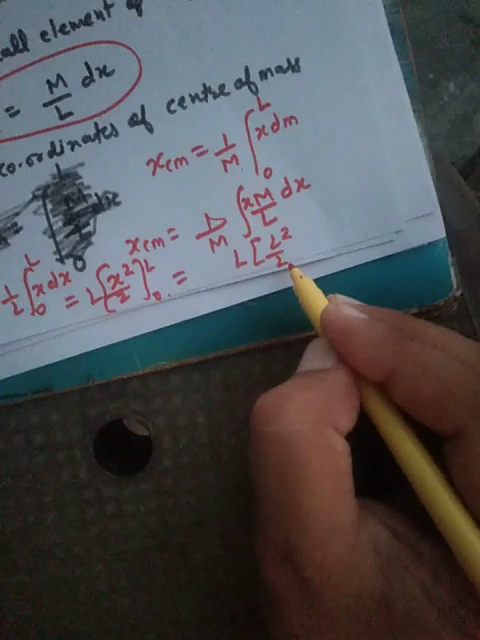 all element of
= M/L dx
co-ordinates of centre of mass
xcm = 1/M ∫₀ᴸ x dm
xcm = 1/M ∫ x M/L dx
1/L ∫₀ᴸ x dx = L [x²/2]₀ᴸ = L [L²/2